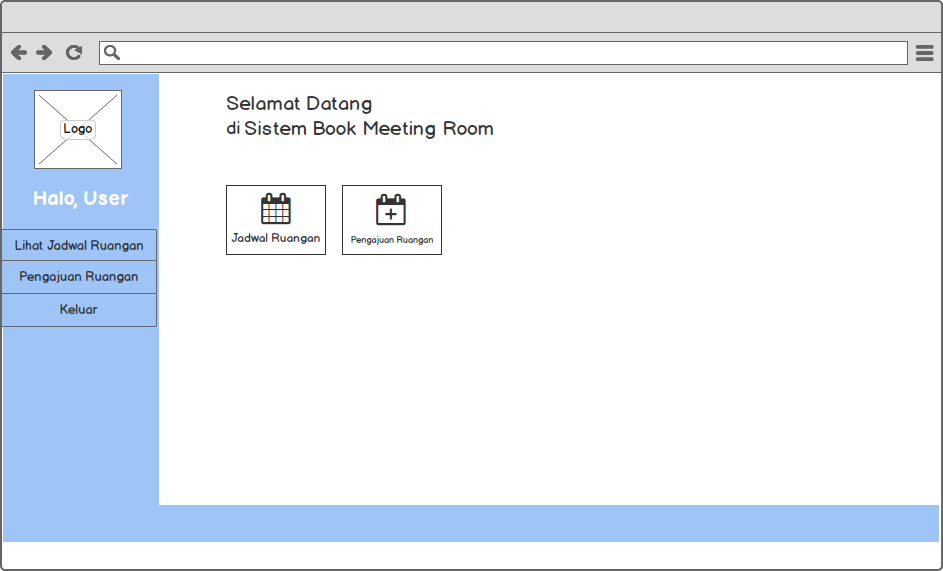 Logo
Halo, User
Lihat Jadwal Ruangan
Pengajuan Ruangan
Keluar
Selamat Datang
di Sistem Book Meeting Room
Jadwal Ruangan
Pengajuan Ruangan